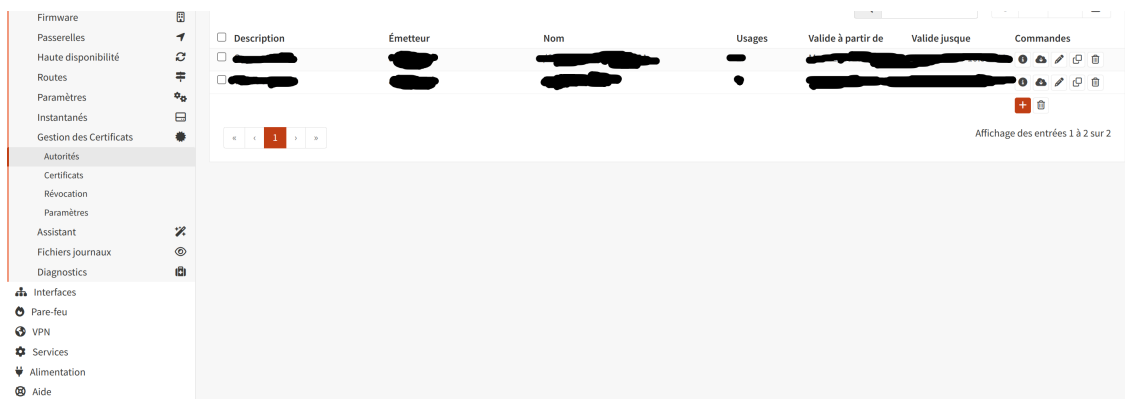 Firmware
Passerelles
Haute disponibilité
Routes
Paramètres
Instantanés
Gestion des Certificats
Autorités
Certificats
Révocation
Paramètres
Assistant
Fichiers journaux
Diagnostics
Interfaces
Pare-feu
VPN
Services
Alimentation
Aide
Description Émetteur Nom Usages Valide à partir de Valide jusque Commandes
« ‹ 1 › »
Affichage des entrées 1 à 2 sur 2